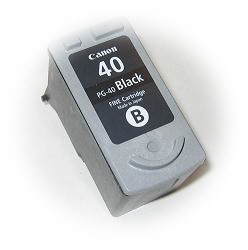 Canon
40
PG-40 Black
FINE Cartridge
Made in Japan
B